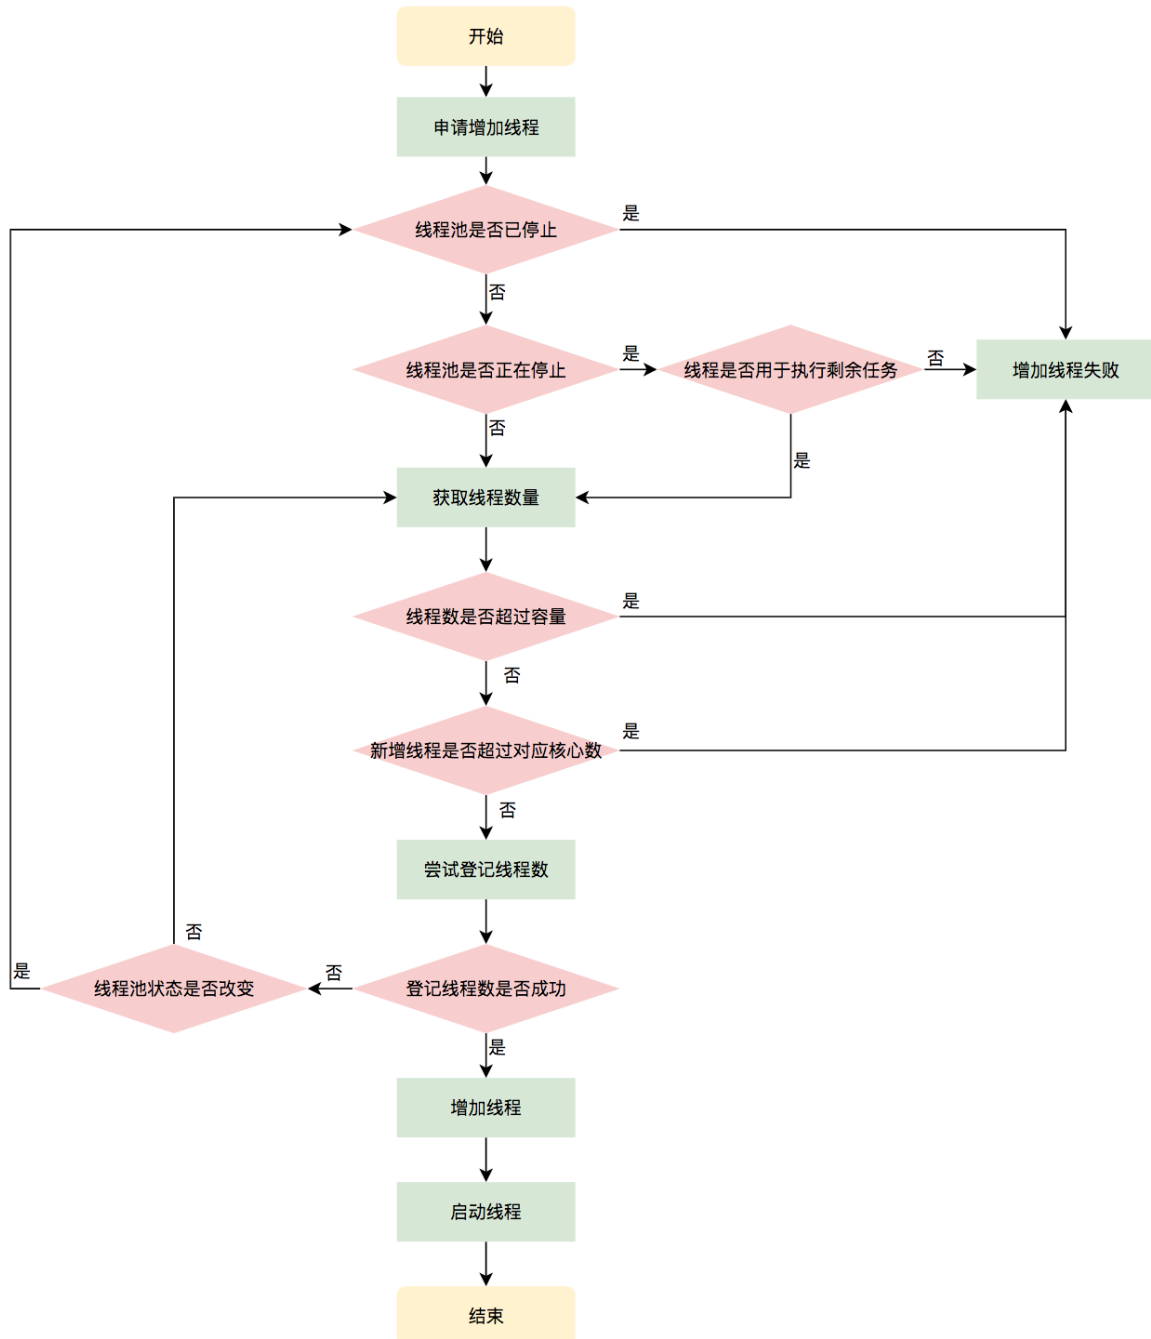 开始
申请增加线程
线程池是否已停止
是
否
线程池是否正在停止
是
线程是否用于执行剩余任务
否
增加线程失败
否
是
获取线程数量
线程数是否超过容量
是
否
新增线程是否超过对应核心数
是
否
尝试登记线程数
否
是
线程池状态是否改变
否
登记线程数是否成功
是
增加线程
启动线程
结束